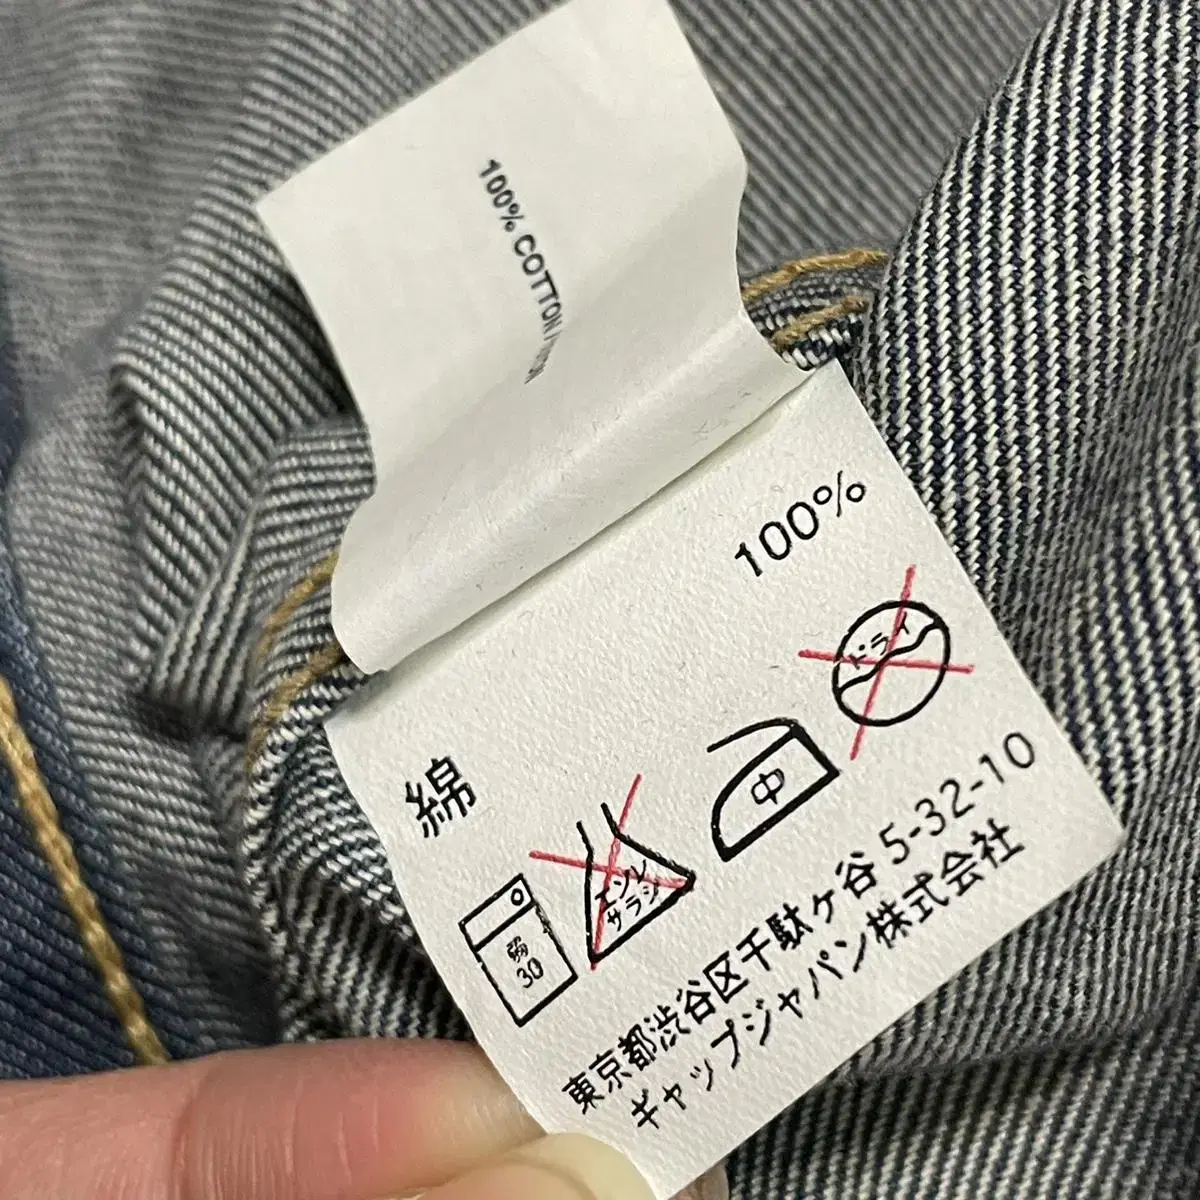 100% COTTON/
綿 100%
弱
30
エンソ
サラシ
中
ドライ
東京都渋谷区千駄ヶ谷 5-32-10
ギャップジャパン株式会社